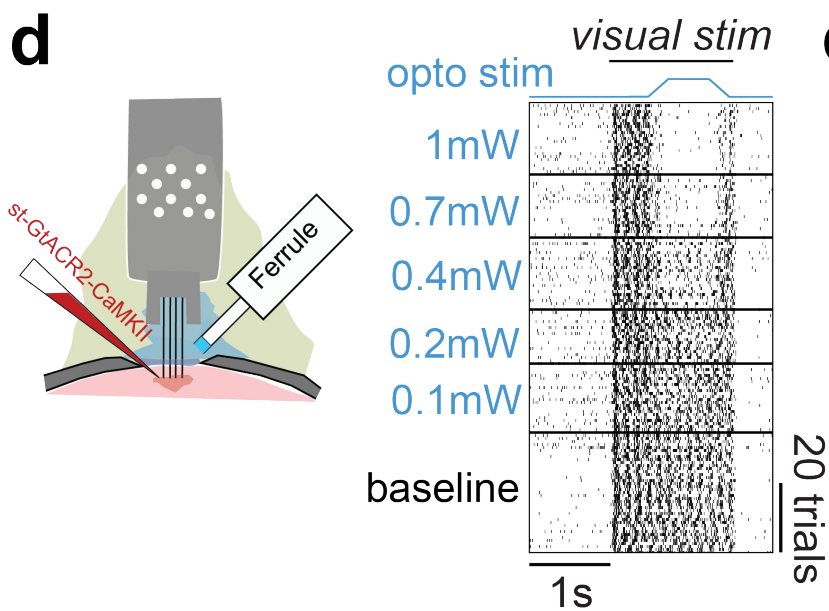 d
visual stim
opto stim
1mW
0.7mW
0.4mW
0.2mW
0.1mW
baseline
20 trials
1s
st-GtACR2-CaMKII
Ferrule